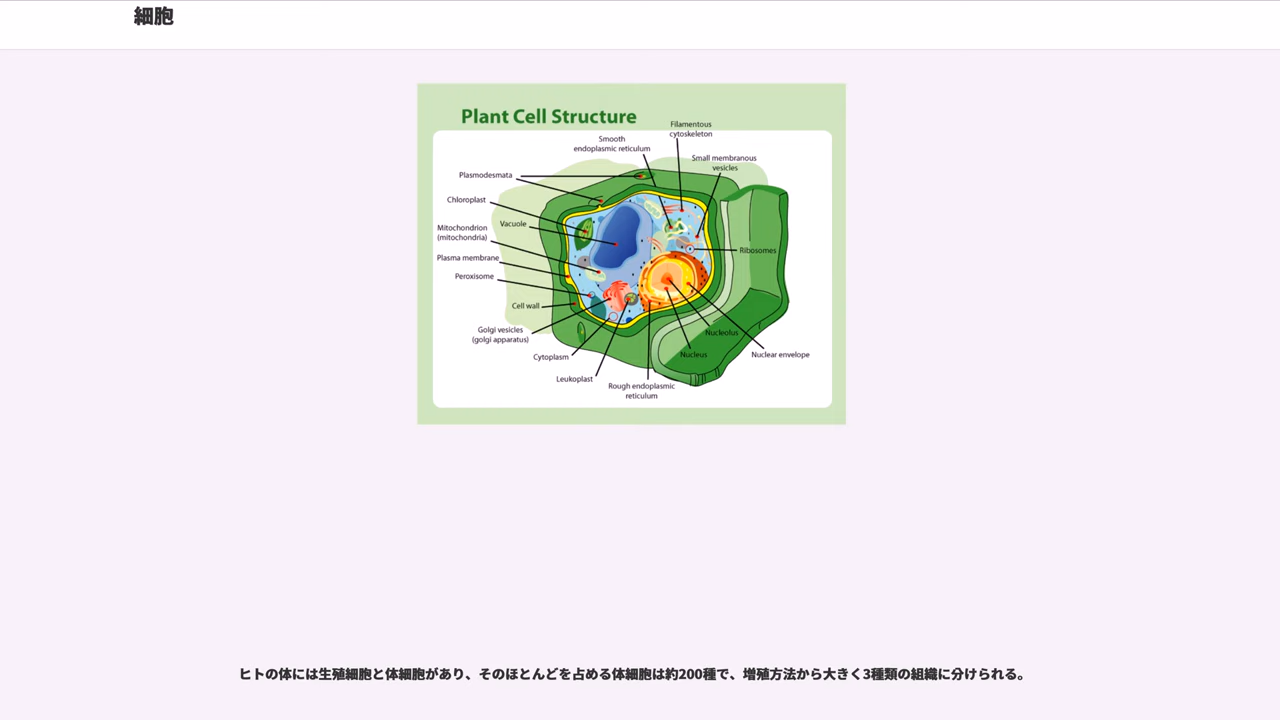 細胞
Plant Cell Structure
Filamentous
cytoskeleton
Smooth
endoplasmic reticulum
Small membranous
vesicles
Plasmodesmata
Chloroplast
Vacuole
Mitochondrion
(mitochondria)
Ribosomes
Plasma membrane
Peroxisome
Cell wall
Golgi vesicles
(golgi apparatus)
Nucleolus
Cytoplasm
Nucleus
Nuclear envelope
Leukoplast
Rough endoplasmic
reticulum
ヒトの体には生殖細胞と体細胞があり、そのほとんどを占める体細胞は約200種で、増殖方法から大きく3種類の組織に分けられる。